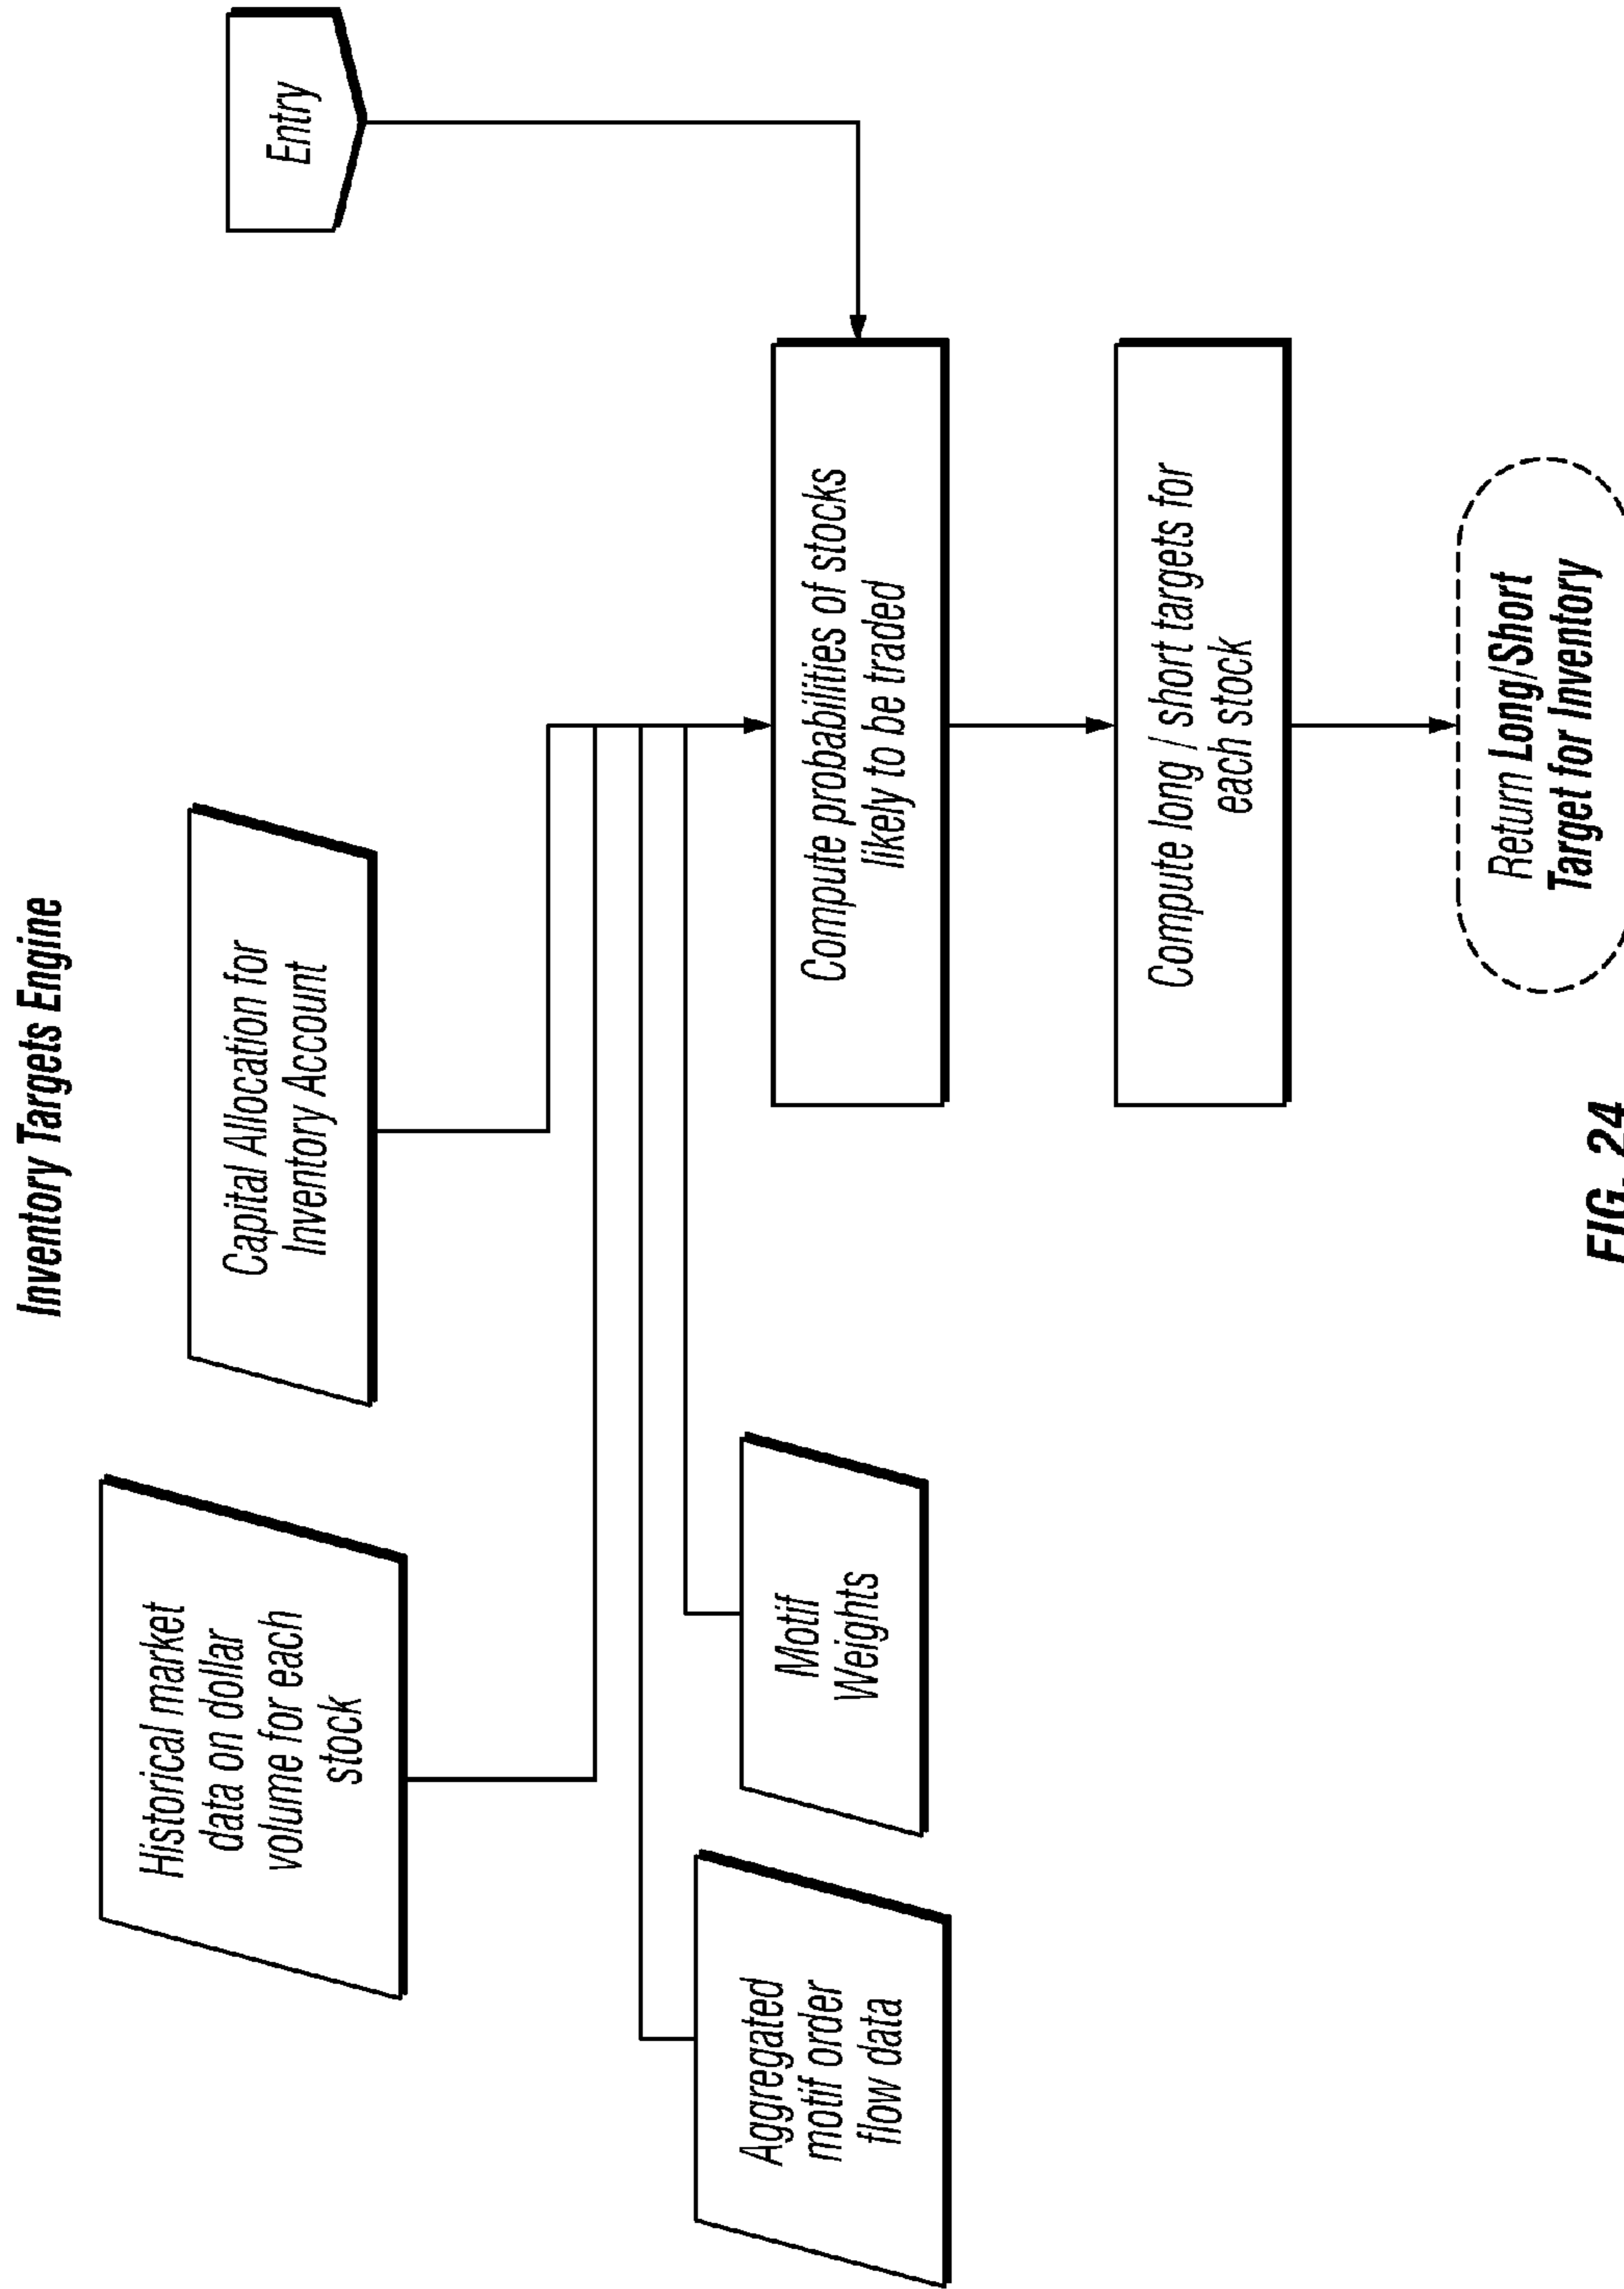 Inventory Targets Engine
Historical market
data on dollar
volume for each
stock
Capital Allocation for
Inventory Account
Entry
Aggregated
motif order
flow data
Motif
Weights
Compute probabilities of stocks
likely to be traded
Compute long / short targets for
each stock
Return Long/Short
Target for Inventory
FIG. 24